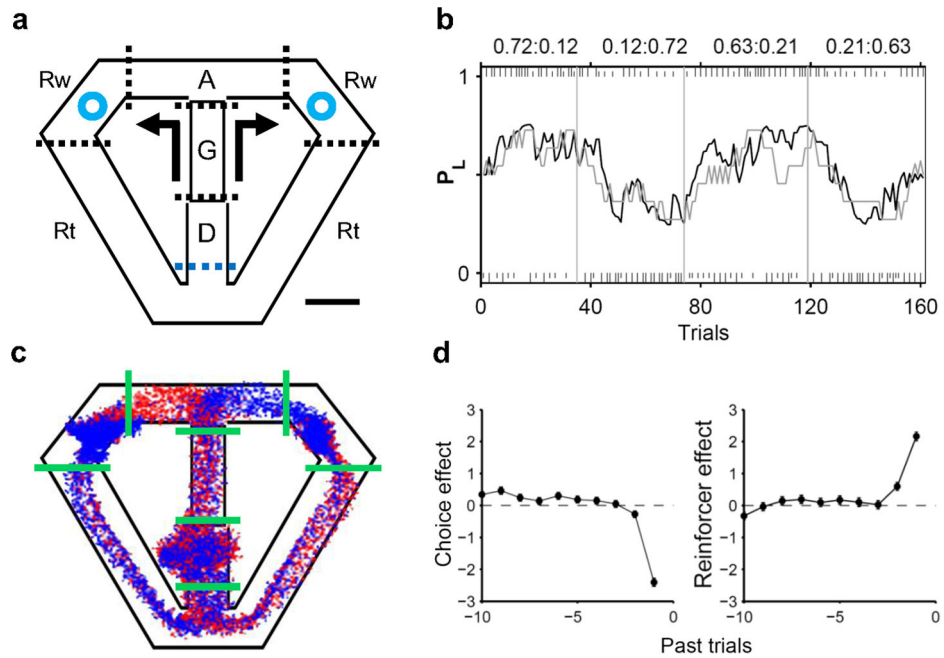 a
Rw
A
Rw
G
D
Rt
Rt
b
0.72:0.12
0.12:0.72
0.63:0.21
0.21:0.63
1
P_L
0
0
40
80
120
160
Trials
c
d
Choice effect
3
2
1
0
−1
−2
−3
−10
−5
0
Reinforcer effect
3
2
1
0
−1
−2
−3
−10
−5
0
Past trials